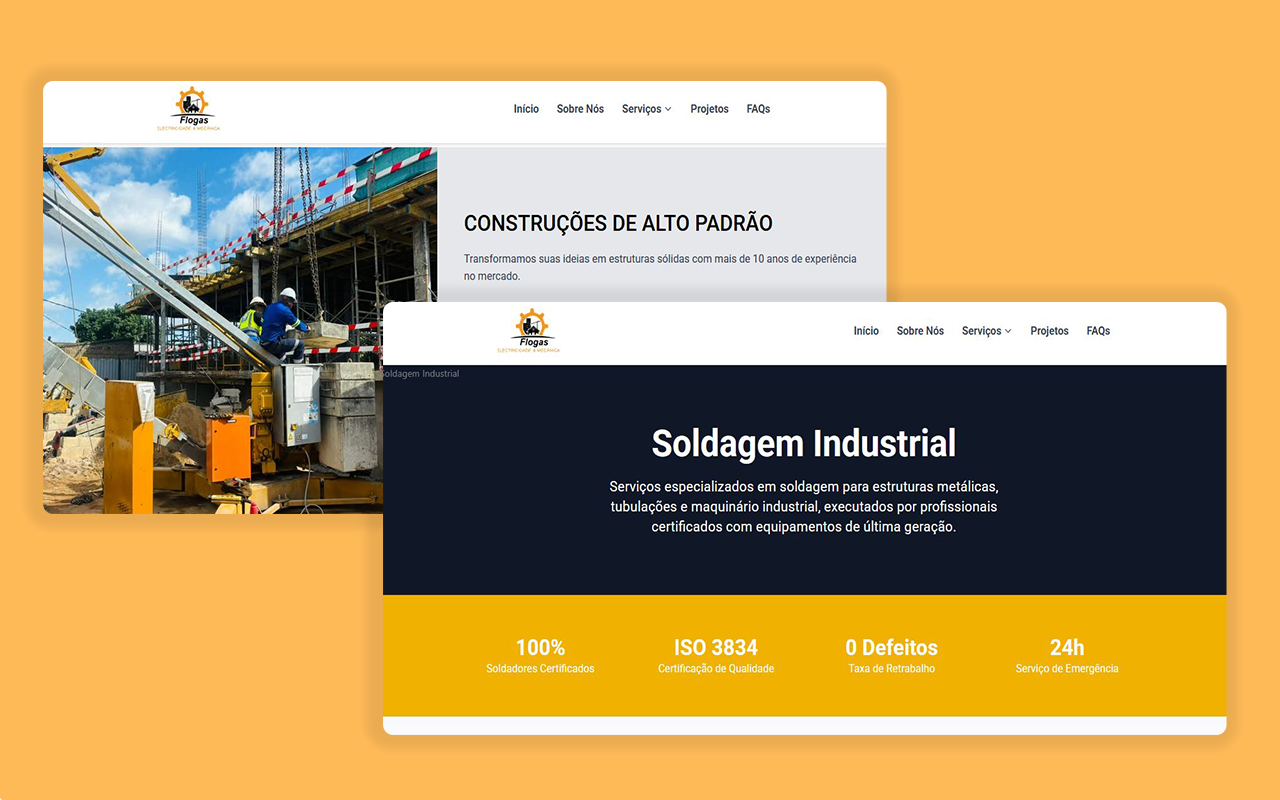 Flogas
ELECTRICIDADE & MECÂNICA
Início Sobre Nós Serviços Projetos FAQs
CONSTRUÇÕES DE ALTO PADRÃO
Transformamos suas ideias em estruturas sólidas com mais de 10 anos de experiência
no mercado.
Flogas
ELECTRICIDADE & MECÂNICA
Início Sobre Nós Serviços Projetos FAQs
Soldagem Industrial
Soldagem Industrial
Serviços especializados em soldagem para estruturas metálicas,
tubulações e maquinário industrial, executados por profissionais
certificados com equipamentos de última geração.
100% ISO 3834 0 Defeitos 24h
Soldadores Certificados Certificação de Qualidade Taxa de Retrabalho Serviço de Emergência